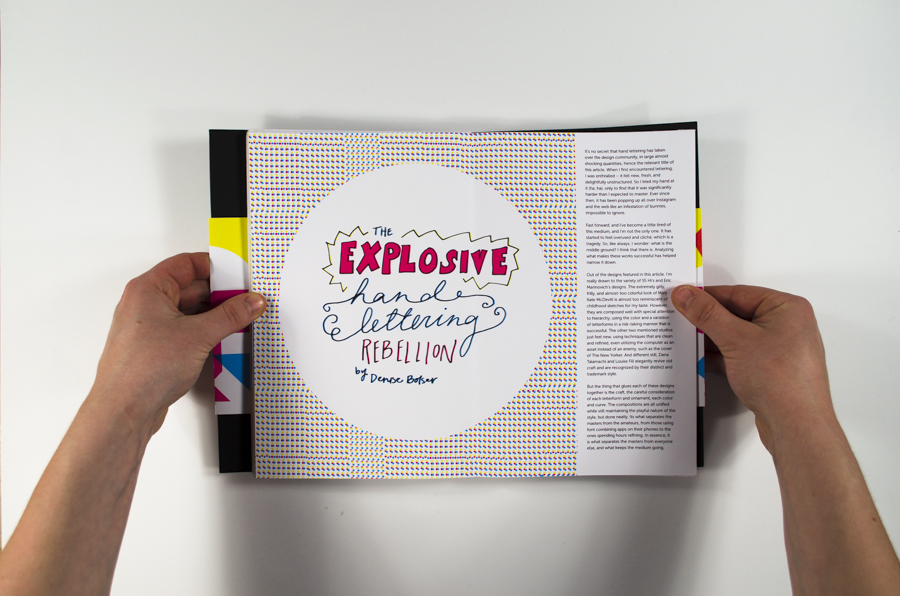 THE
EXPLOSIVE
hand
lettering
REBELLION
by Denise Bosler
It's no secret that hand lettering has taken
over the design community, in large almost
shocking quantities, hence the relevant title of
this article. When I first encountered lettering,
I was enthralled – it felt new, fresh, and
delightfully unstructured. So I tried my hand at
it (ha, ha), only to find that it was significantly
harder than I expected to master. Ever since
then, it has been popping up all over Instagram
and the web like an infestation of bunnies,
impossible to ignore.
Fast forward, and I've become a little tired of
this medium, and I'm not the only one. It has
started to feel overused and cliché, which is a
tragedy. So, like always, I wonder: what is the
middle ground? I think that there is. Analyzing
what makes these works successful has helped
narrow it down.
Out of the designs featured in this article, I'm
really drawn to the variety of 55 Hi's and Eric
Marinovich's designs. The extremely girly,
frilly, and almost too colorful look of Mary
Kate McDevitt is almost too reminiscent of
childhood sketches for my taste. However,
they are composed well with special attention
to hierarchy, using the color and a variation
of letterforms in a risk-taking manner that is
successful. The other two mentioned studios
just feel new, using techniques that are clean
and refined, even utilizing the computer as an
asset instead of an enemy, such as the cover
of The New Yorker. And different still, Dana
Tanamachi and Louise Fili elegantly revive old
craft and are recognized by their distinct and
trademark style.
But the thing that glues each of these designs
together is the craft, the careful consideration
of each letterform and ornament, each color
and curve. The compositions are all unified
while still maintaining the playful nature of the
style, but done neatly. Its what separates the
masters from the amateurs, from those using
font combining apps on their phones to the
ones spending hours refining. In essence, it
is what separates the masters from everyone
else, and what keeps the medium going.